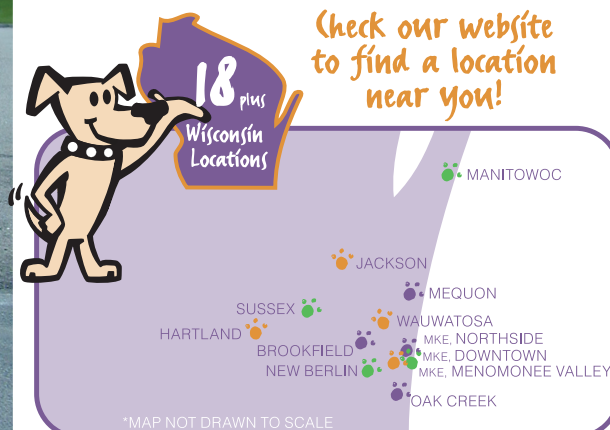 Check our website
to find a location
near you!
18 plus
Wisconsin
Locations
MANITOWOC
JACKSON
MEQUON
SUSSEX
WAUWATOSA
HARTLAND
MKE, NORTHSIDE
BROOKFIELD
MKE, DOWNTOWN
NEW BERLIN
MKE, MENOMONEE VALLEY
OAK CREEK
*MAP NOT DRAWN TO SCALE